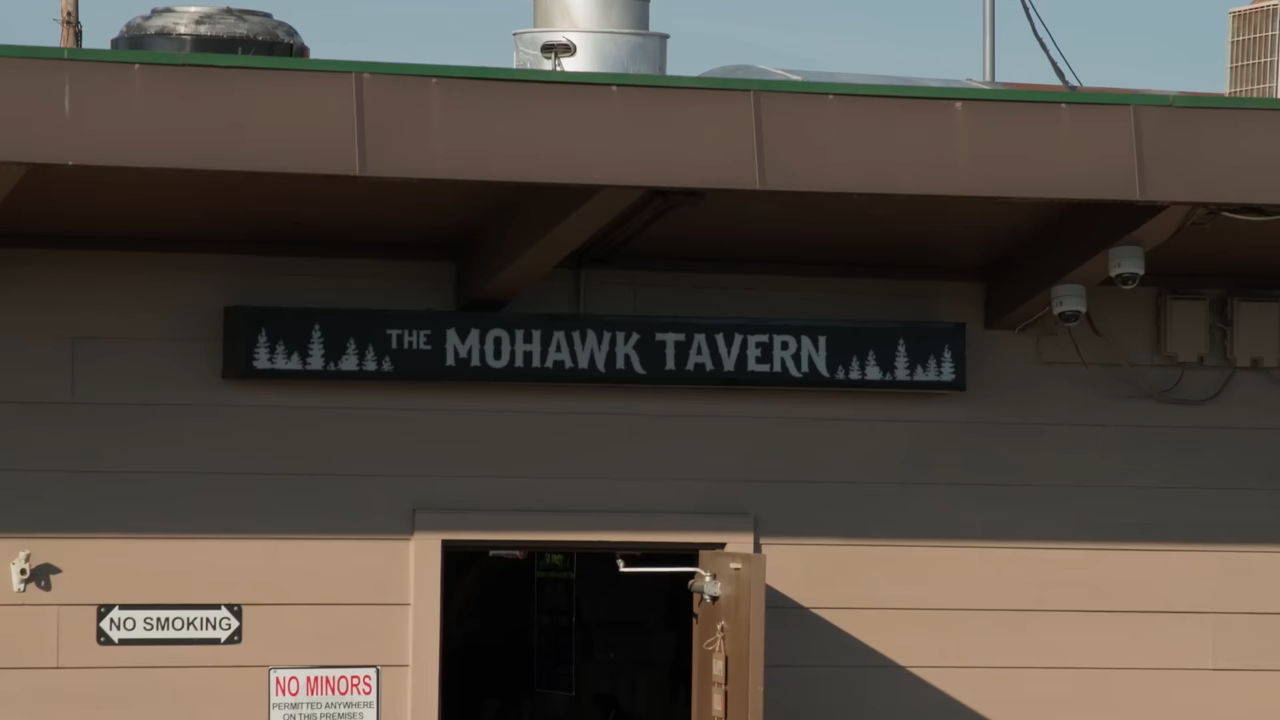 THE MOHAWK TAVERN
NO SMOKING
NO MINORS
PERMITTED ANYWHERE
ON THIS PREMISES